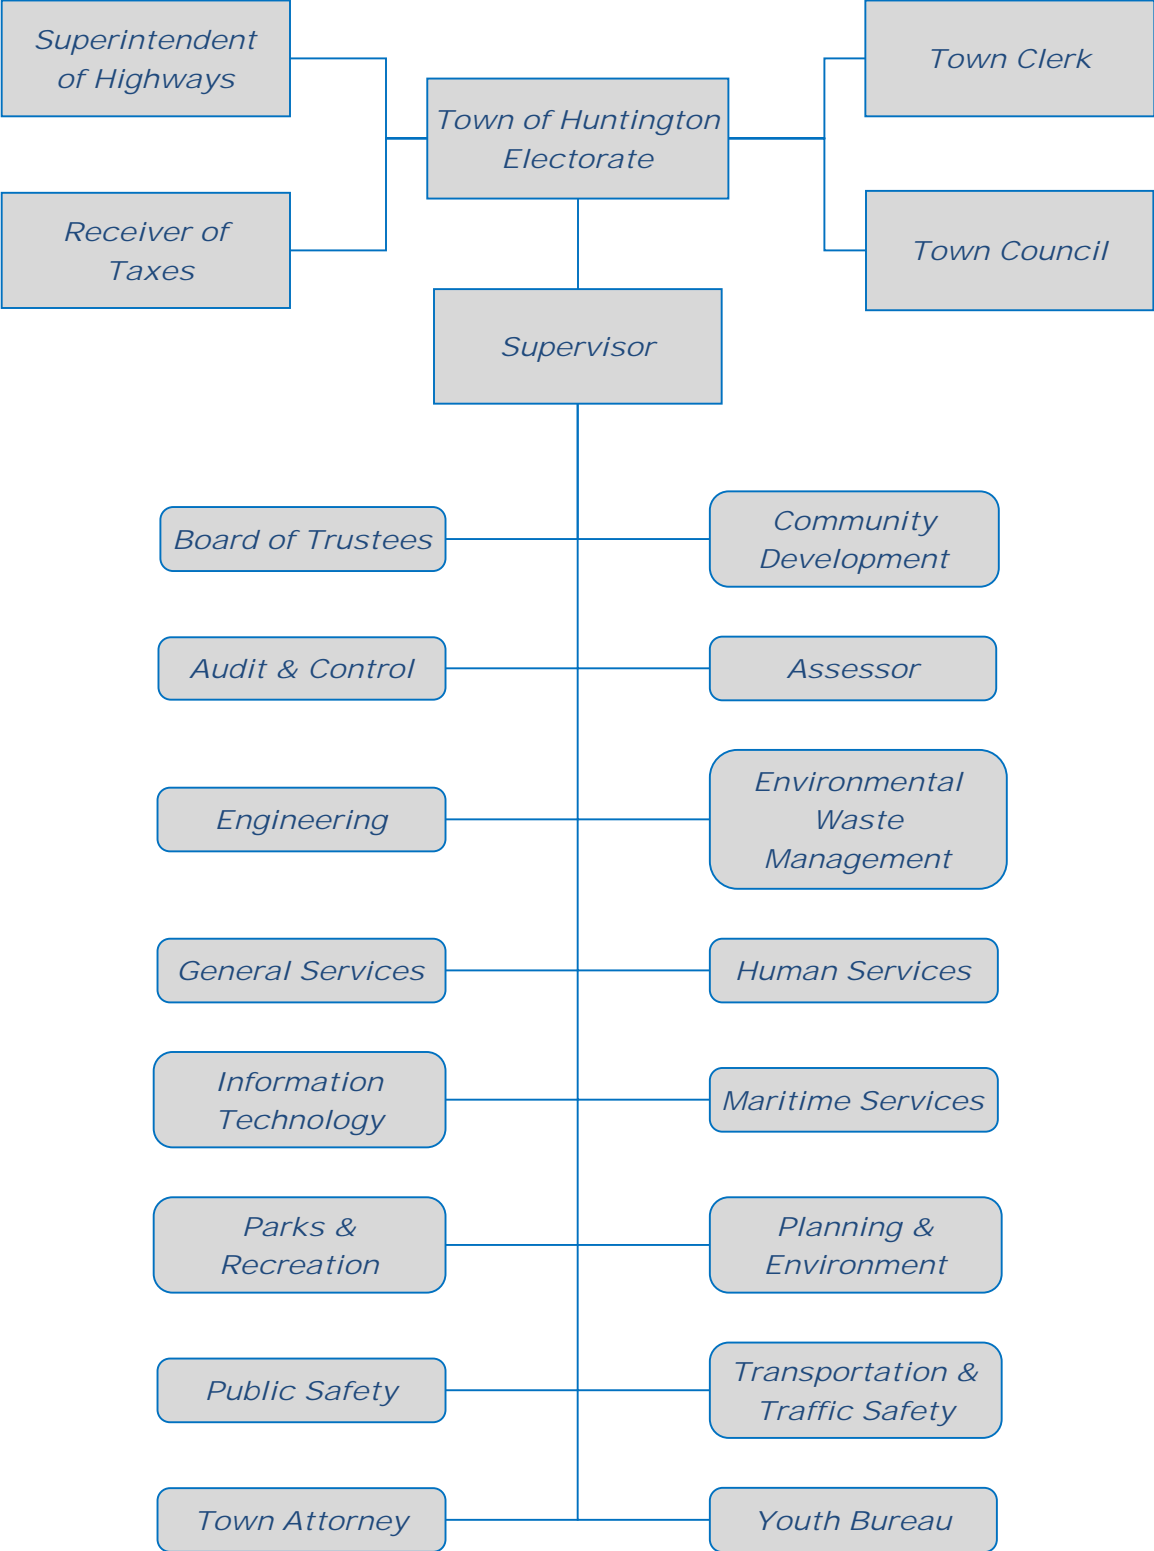 Superintendent
of Highways
Town Clerk
Town of Huntington
Electorate
Receiver of
Taxes
Town Council
Supervisor
Board of Trustees
Community
Development
Audit & Control
Assessor
Engineering
Environmental
Waste
Management
General Services
Human Services
Information
Technology
Maritime Services
Parks &
Recreation
Planning &
Environment
Public Safety
Transportation &
Traffic Safety
Town Attorney
Youth Bureau